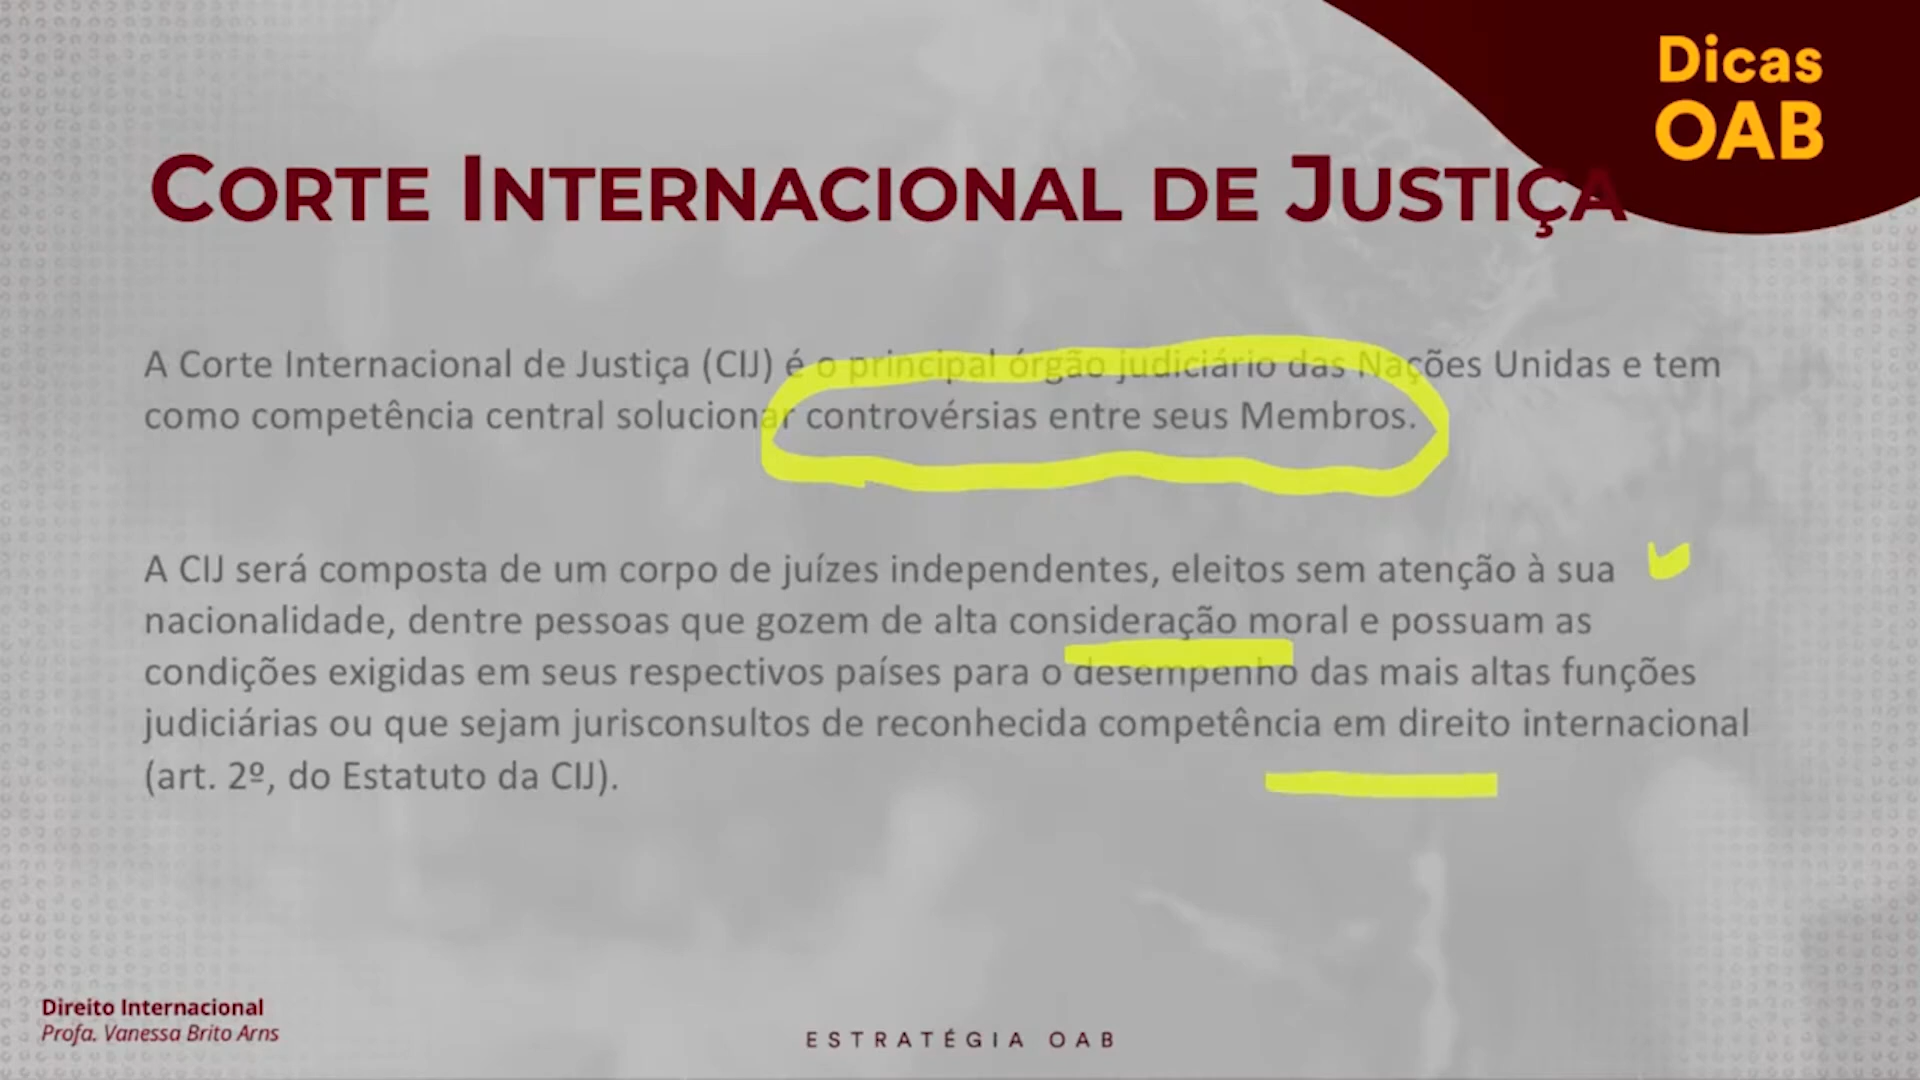 Dicas
OAB
CORTE INTERNACIONAL DE JUSTIÇA
A Corte Internacional de Justiça (CIJ) é o principal órgão judiciário das Nações Unidas e tem
como competência central solucionar controvérsias entre seus Membros.
A CIJ será composta de um corpo de juízes independentes, eleitos sem atenção à sua
nacionalidade, dentre pessoas que gozem de alta consideração moral e possuam as
condições exigidas em seus respectivos países para o desempenho das mais altas funções
judiciárias ou que sejam jurisconsultos de reconhecida competência em direito internacional
(art. 2º, do Estatuto da CIJ).
Direito Internacional
Profa. Vanessa Brito Arns
ESTRATÉGIA OAB